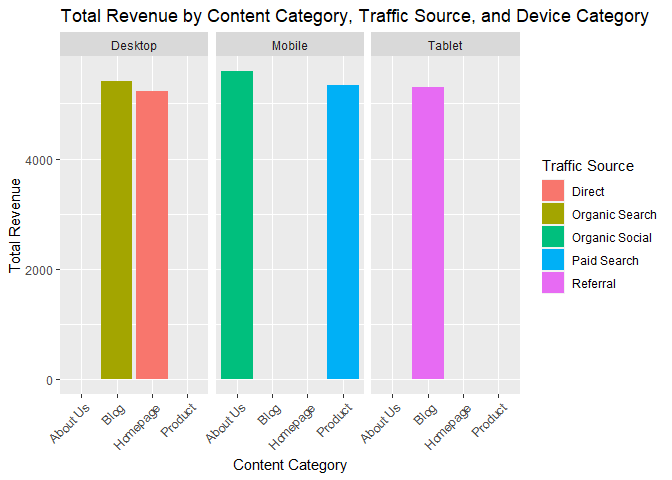 Total Revenue by Content Category, Traffic Source, and Device Category
Desktop
Mobile
Tablet
Total Revenue
4000
2000
0
About Us
Blog
Homepage
Product
About Us
Blog
Homepage
Product
About Us
Blog
Homepage
Product
Content Category
Traffic Source
Direct
Organic Search
Organic Social
Paid Search
Referral